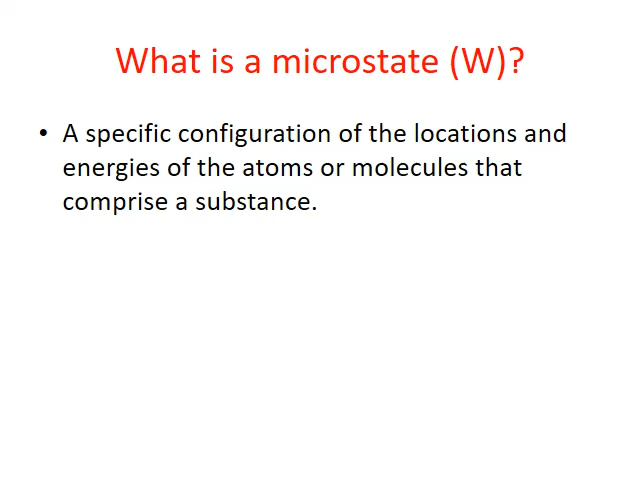 What is a microstate (W)?
• A specific configuration of the locations and
energies of the atoms or molecules that
comprise a substance.